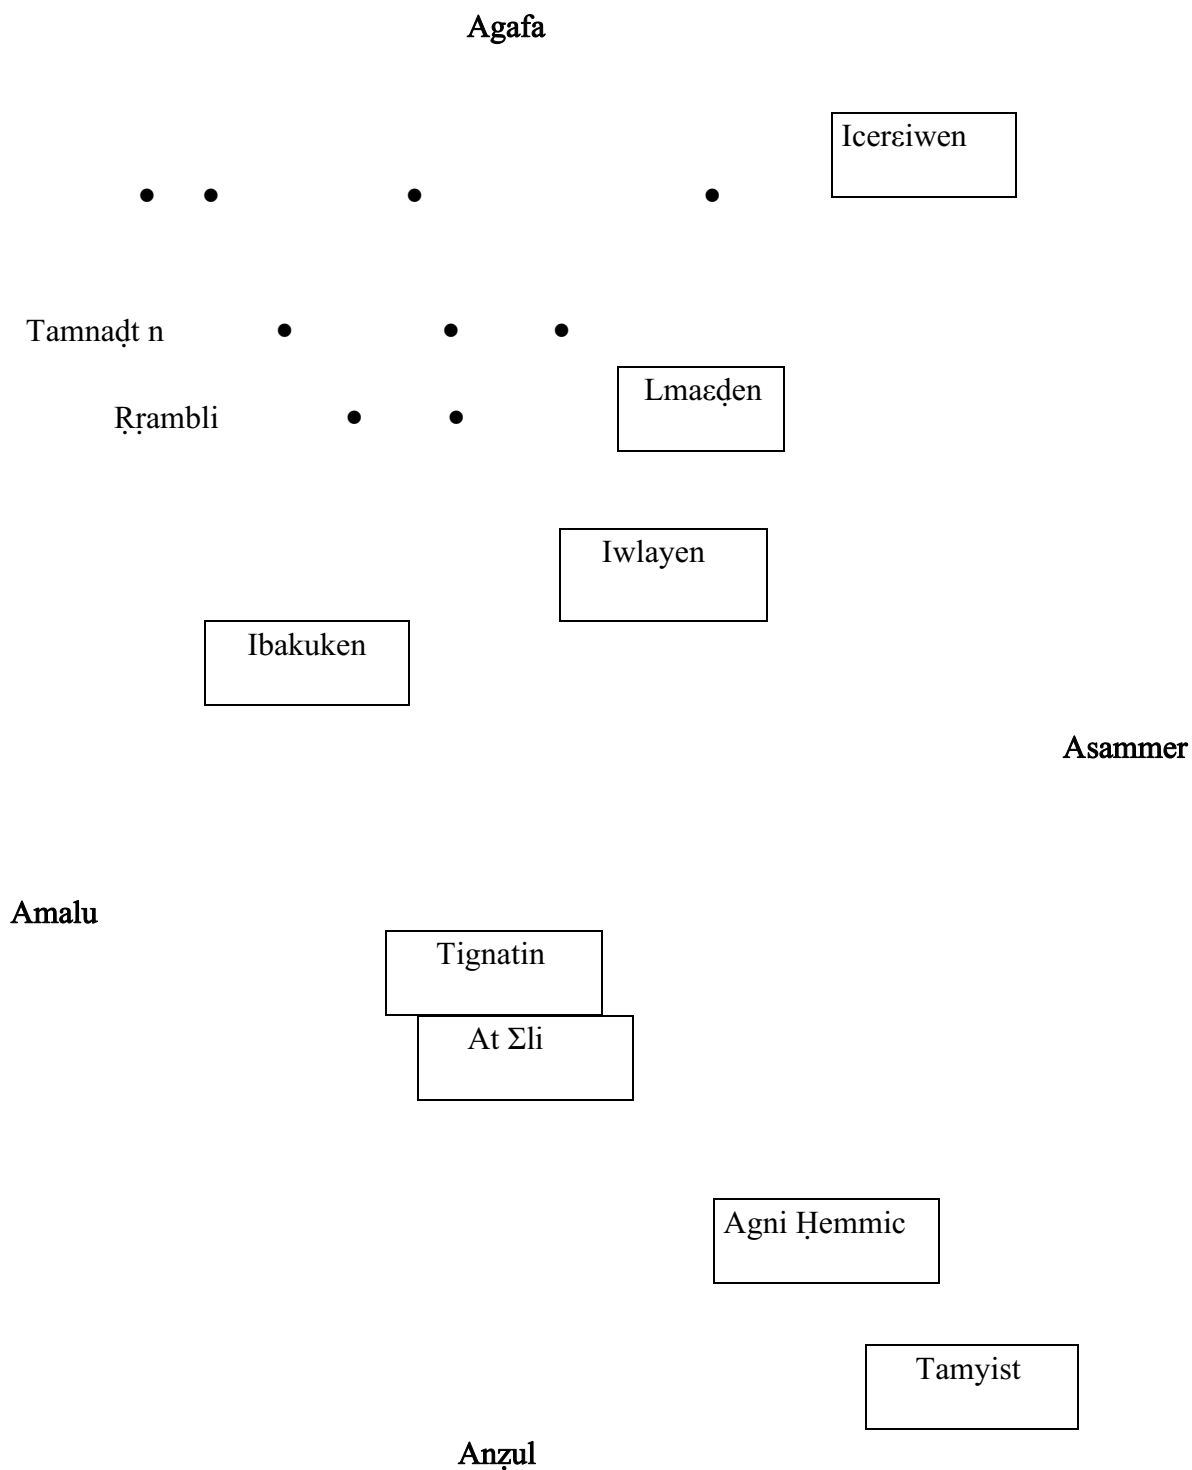 Agafa
Icerɛiwen
• • • •
Tamnaḍt n • • •
Lmaɛḍen
Ṛṛambli • •
Iwlayen
Ibakuken
Asammer
Amalu
Tignatin
At Σli
Agni Ḥemmic
Tamyist
Anẓul